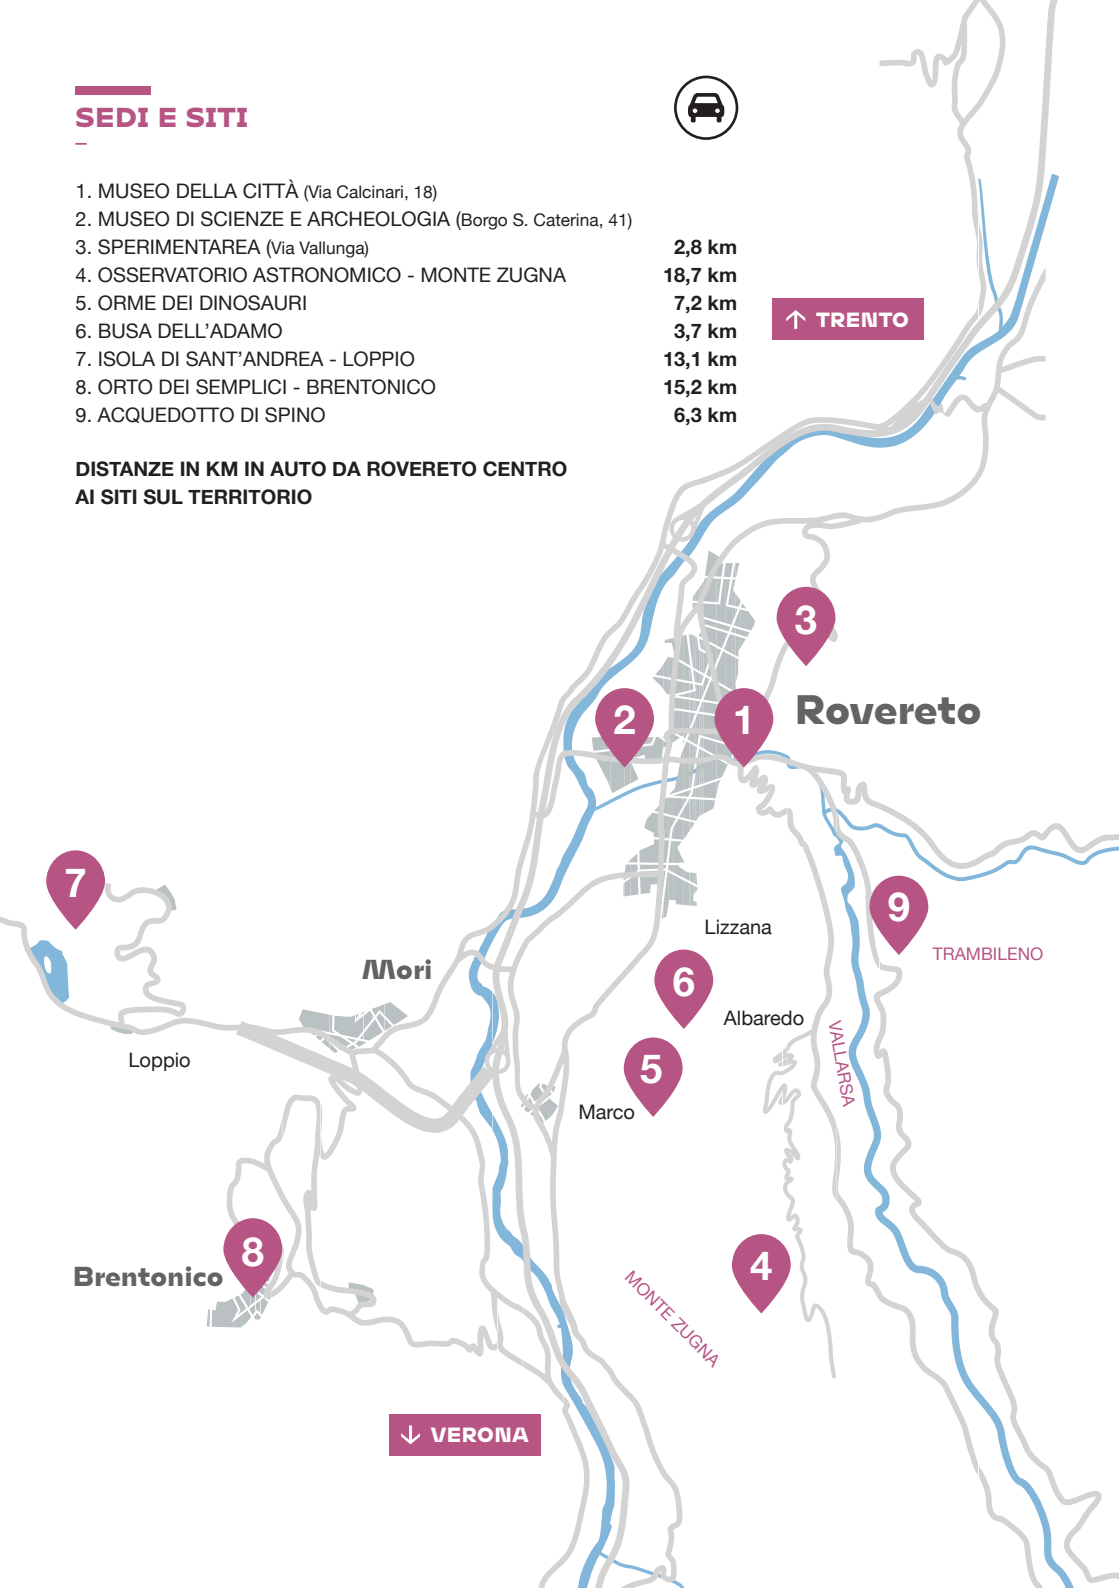 SEDI E SITI
1. MUSEO DELLA CITTÀ (Via Calcinari, 18)
2. MUSEO DI SCIENZE E ARCHEOLOGIA (Borgo S. Caterina, 41)
3. SPERIMENTAREA (Via Vallunga) 2,8 km
4. OSSERVATORIO ASTRONOMICO - MONTE ZUGNA 18,7 km
5. ORME DEI DINOSAURI 7,2 km
6. BUSA DELL'ADAMO 3,7 km
7. ISOLA DI SANT'ANDREA - LOPPIO 13,1 km
8. ORTO DEI SEMPLICI - BRENTONICO 15,2 km
9. ACQUEDOTTO DI SPINO 6,3 km
DISTANZE IN KM IN AUTO DA ROVERETO CENTRO
AI SITI SUL TERRITORIO
↑ TRENTO
3
Rovereto
2
1
7
9
Lizzana
TRAMBILENO
Mori
6
Albaredo
Loppio
5
VALLARSA
Marco
8
Brentonico
4
MONTE ZUGNA
↓ VERONA